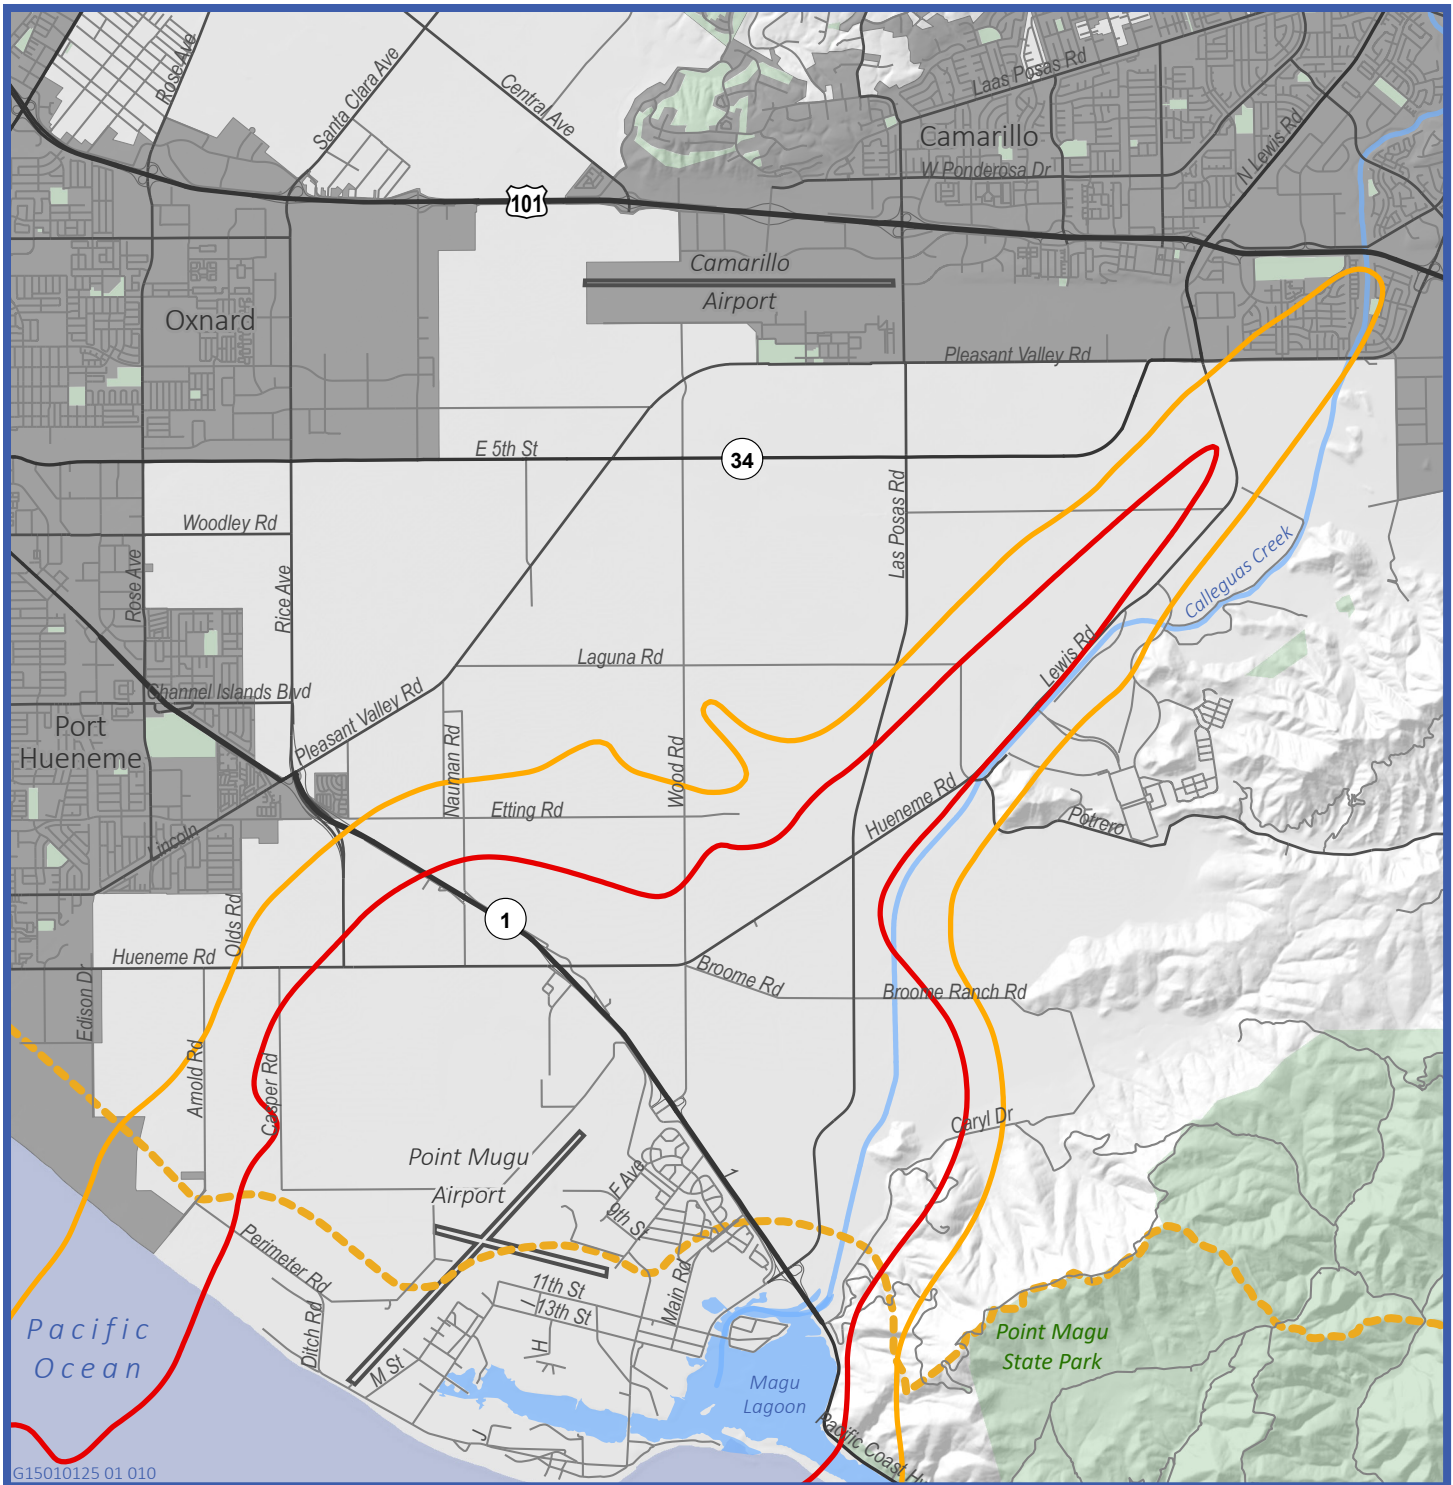 Rose Ave
Santa Clara Ave
Central Ave
Laas Posas Rd
Camarillo
W Ponderosa Dr
N Lewis Rd
101
Camarillo
Airport
Oxnard
Pleasant Valley Rd
E 5th St
34
Las Posas Rd
Woodley Rd
Rose Ave
Rice Ave
Calleguas Creek
Laguna Rd
Lewis Rd
Channel Islands Blvd
Pleasant Valley Rd
Port
Hueneme
Nauman Rd
Wood Rd
Etting Rd
Hueneme Rd
Potrero
Lincoln
Olds Rd
1
Hueneme Rd
Edison Dr
Broome Rd
Broome Ranch Rd
Arnold Rd
Casper Rd
Caryl Dr
Point Mugu
Airport
F Ave
9th St
1
Perimeter Rd
11th St
13th St
Main Rd
Ditch Rd
H
M St
J
Pacific
Ocean
Point Magu
State Park
Magu
Lagoon
Pacific Coast Hw
G15010125 01 010